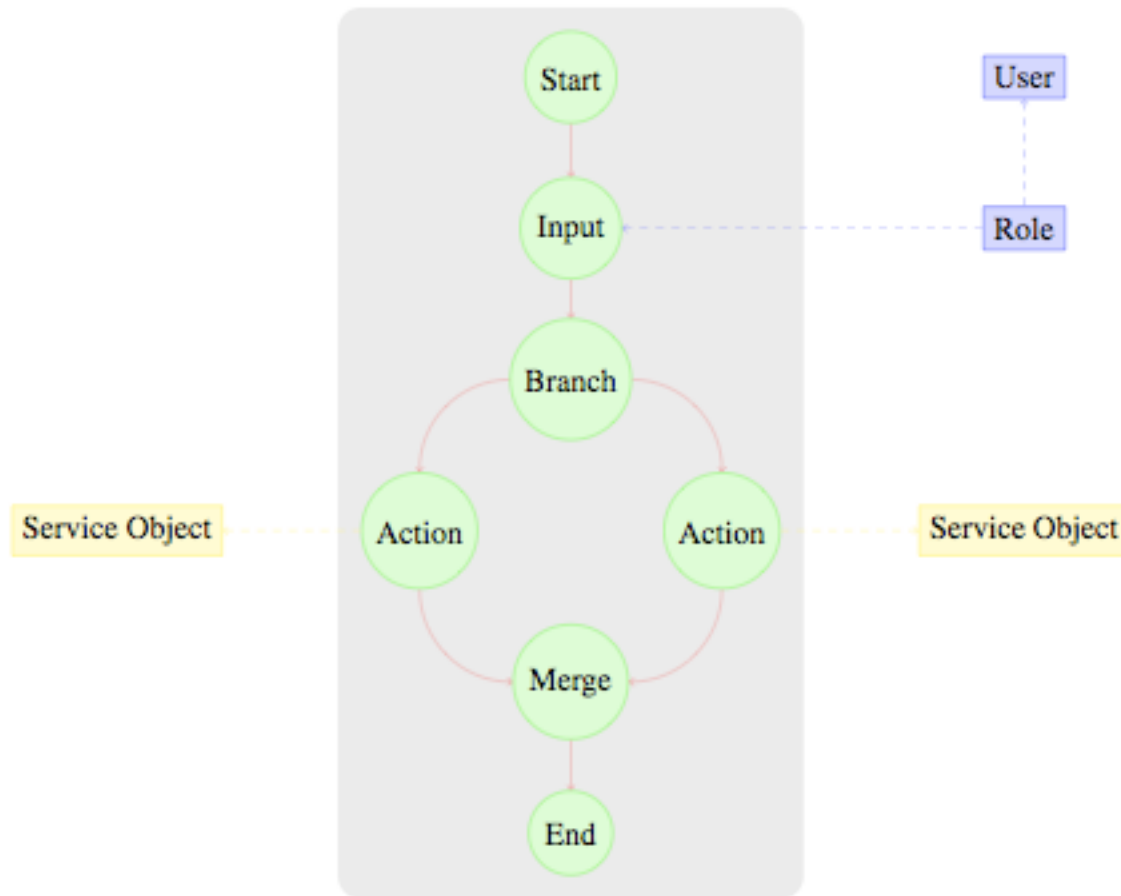 Start
User
Input
Role
Branch
Service Object
Action
Action
Service Object
Merge
End